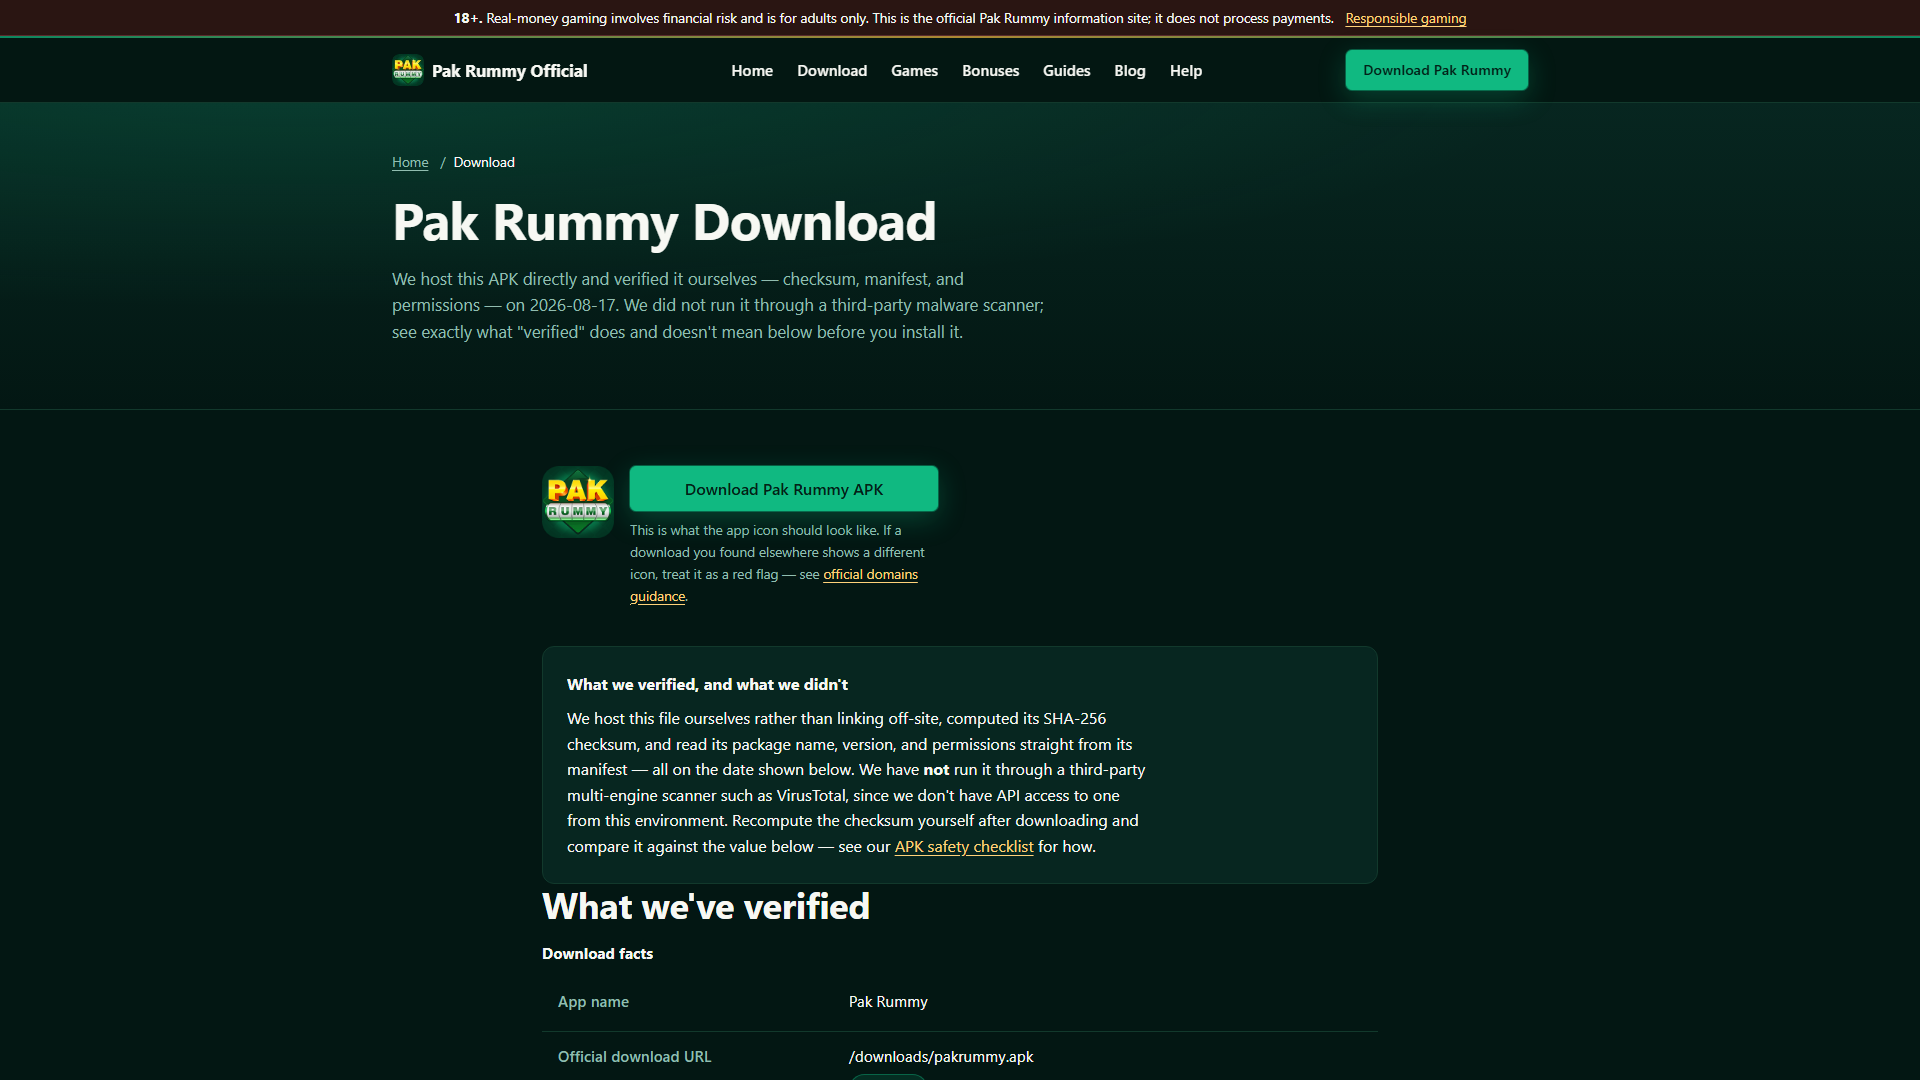 18+. Real-money gaming involves financial risk and is for adults only. This is the official Pak Rummy information site; it does not process payments. Responsible gaming
PAK RUMMY Pak Rummy Official Home Download Games Bonuses Guides Blog Help Download Pak Rummy
Home / Download
Pak Rummy Download
We host this APK directly and verified it ourselves — checksum, manifest, and
permissions — on 2026-08-17. We did not run it through a third-party malware scanner;
see exactly what "verified" does and doesn't mean below before you install it.
PAK
RUMMY
Download Pak Rummy APK
This is what the app icon should look like. If a
download you found elsewhere shows a different
icon, treat it as a red flag — see official domains
guidance.
What we verified, and what we didn't
We host this file ourselves rather than linking off-site, computed its SHA-256
checksum, and read its package name, version, and permissions straight from its
manifest — all on the date shown below. We have not run it through a third-party
multi-engine scanner such as VirusTotal, since we don't have API access to one
from this environment. Recompute the checksum yourself after downloading and
compare it against the value below — see our APK safety checklist for how.
What we've verified
Download facts
App name Pak Rummy
Official download URL /downloads/pakrummy.apk